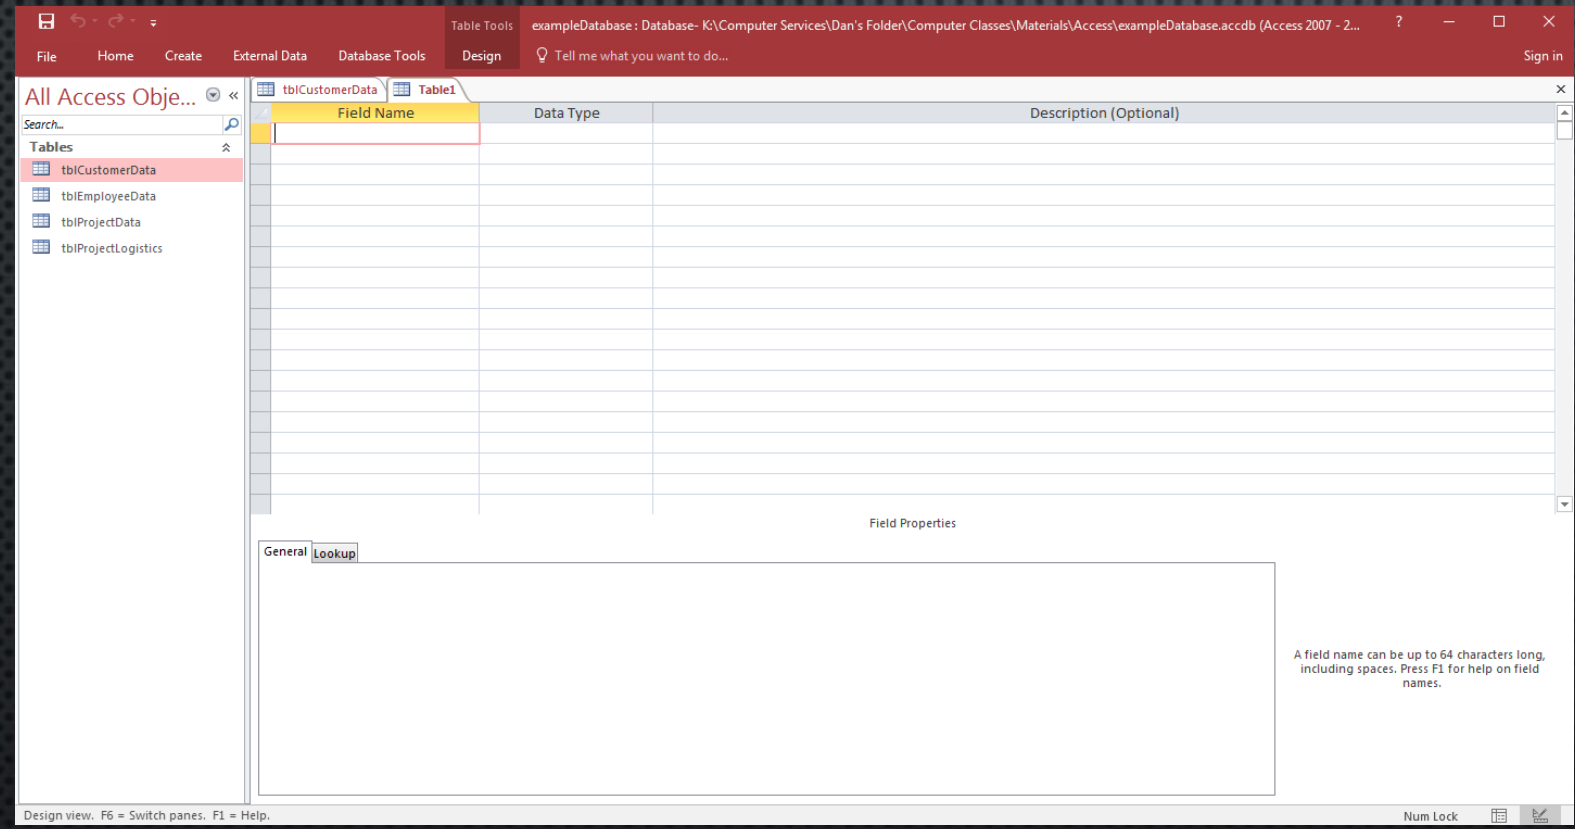 Table Tools
exampleDatabase : Database- K:\Computer Services\Dan's Folder\Computer Classes\Materials\Access\exampleDatabase.accdb (Access 2007 - 2...
?
File
Home
Create
External Data
Database Tools
Design
Tell me what you want to do...
Sign in
All Access Obje...
Search...
Tables
tblCustomerData
tblEmployeeData
tblProjectData
tblProjectLogistics
tblCustomerData
Table1
Field Name
Data Type
Description (Optional)
Field Properties
General
Lookup
A field name can be up to 64 characters long,
including spaces. Press F1 for help on field
names.
Design view. F6 = Switch panes. F1 = Help.
Num Lock